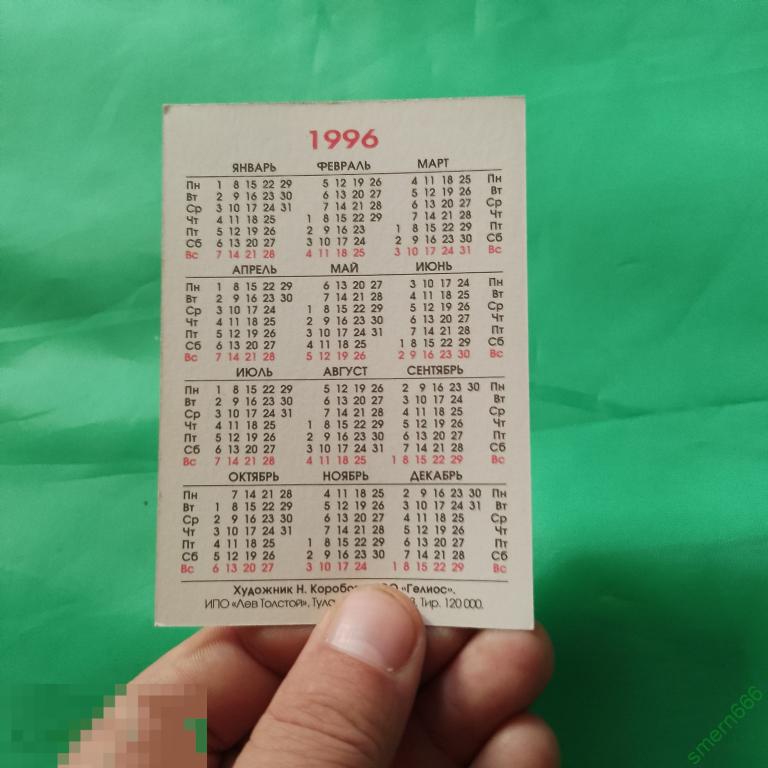 1996
ЯНВАРЬ ФЕВРАЛЬ МАРТ
Пн 1 8 15 22 29 5 12 19 26 4 11 18 25 Пн
Вт 2 9 16 23 30 6 13 20 27 5 12 19 26 Вт
Ср 3 10 17 24 31 7 14 21 28 6 13 20 27 Ср
Чт 4 11 18 25 1 8 15 22 29 7 14 21 28 Чт
Пт 5 12 19 26 2 9 16 23 1 8 15 22 29 Пт
Сб 6 13 20 27 3 10 17 24 2 9 16 23 30 Сб
Вс 7 14 21 28 4 11 18 25 3 10 17 24 31 Вс
АПРЕЛЬ МАЙ ИЮНЬ
Пн 1 8 15 22 29 6 13 20 27 3 10 17 24 Пн
Вт 2 9 16 23 30 7 14 21 28 4 11 18 25 Вт
Ср 3 10 17 24 1 8 15 22 29 5 12 19 26 Ср
Чт 4 11 18 25 2 9 16 23 30 6 13 20 27 Чт
Пт 5 12 19 26 3 10 17 24 31 7 14 21 28 Пт
Сб 6 13 20 27 4 11 18 25 1 8 15 22 29 Сб
Вс 7 14 21 28 5 12 19 26 2 9 16 23 30 Вс
ИЮЛЬ АВГУСТ СЕНТЯБРЬ
Пн 1 8 15 22 29 5 12 19 26 2 9 16 23 30 Пн
Вт 2 9 16 23 30 6 13 20 27 3 10 17 24 Вт
Ср 3 10 17 24 31 7 14 21 28 4 11 18 25 Ср
Чт 4 11 18 25 1 8 15 22 29 5 12 19 26 Чт
Пт 5 12 19 26 2 9 16 23 30 6 13 20 27 Пт
Сб 6 13 20 27 3 10 17 24 31 7 14 21 28 Сб
Вс 7 14 21 28 4 11 18 25 1 8 15 22 29 Вс
ОКТЯБРЬ НОЯБРЬ ДЕКАБРЬ
Пн 7 14 21 28 4 11 18 25 2 9 16 23 30 Пн
Вт 1 8 15 22 29 5 12 19 26 3 10 17 24 31 Вт
Ср 2 9 16 23 30 6 13 20 27 4 11 18 25 Ср
Чт 3 10 17 24 31 7 14 21 28 5 12 19 26 Чт
Пт 4 11 18 25 1 8 15 22 29 6 13 20 27 Пт
Сб 5 12 19 26 2 9 16 23 30 7 14 21 28 Сб
Вс 6 13 20 27 3 10 17 24 1 8 15 22 29 Вс
Художник Н. «Гелиос».
ИПО «Лев Толстой», Тир. 120 000.
smern666